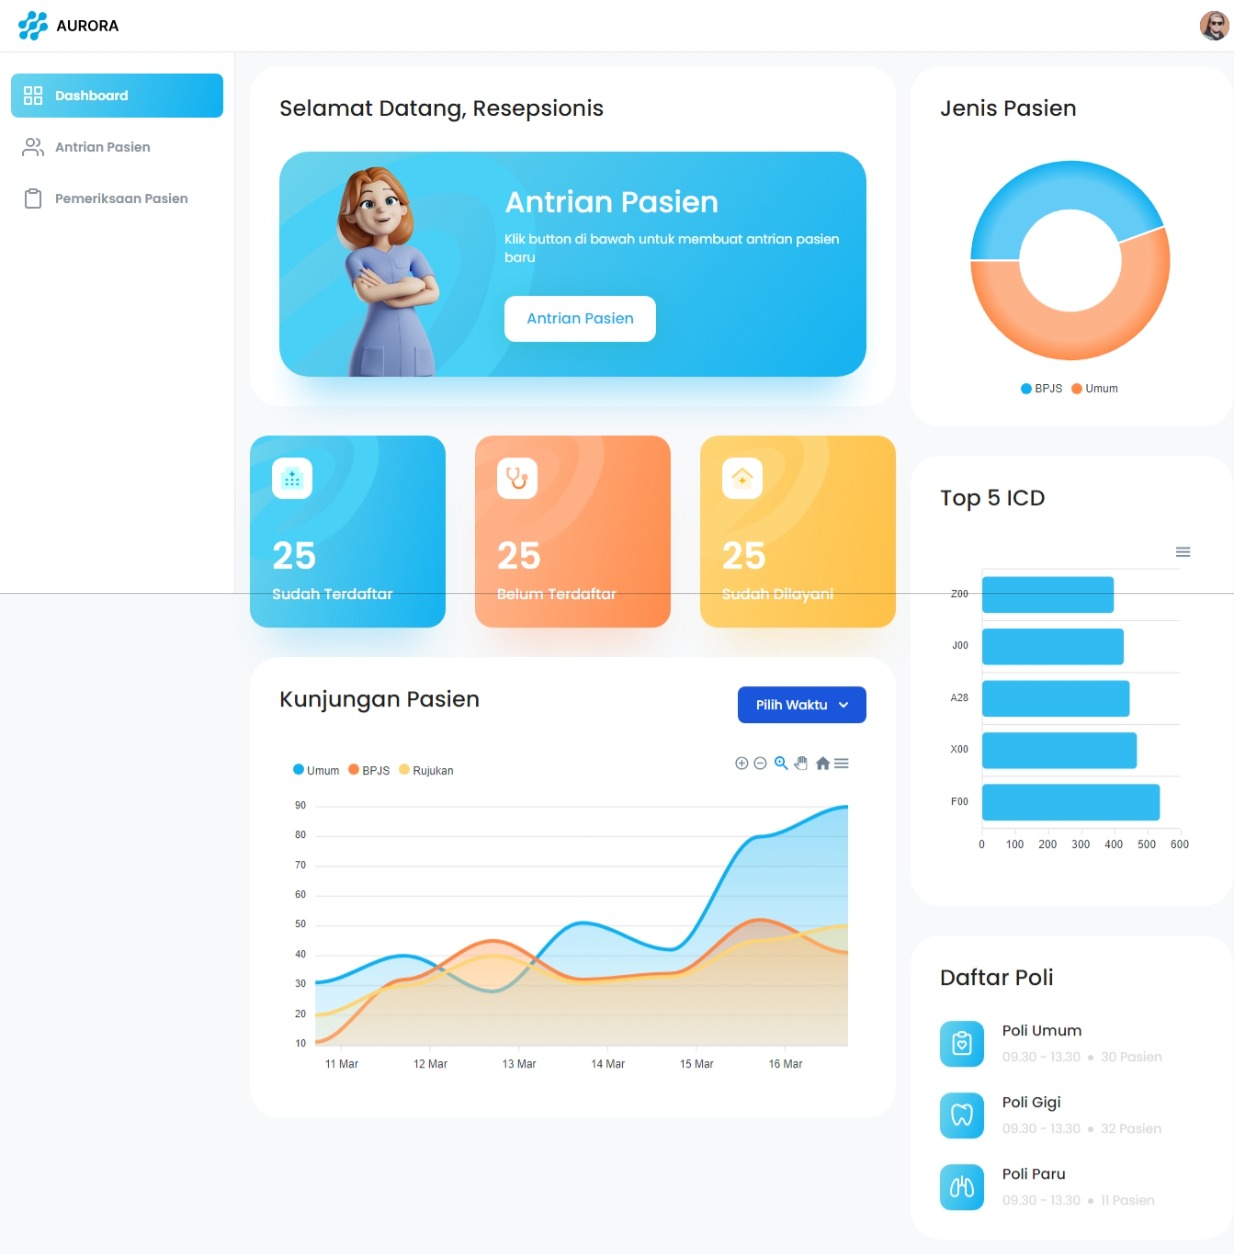 AURORA
Dashboard
Antrian Pasien
Pemeriksaan Pasien
Selamat Datang, Resepsionis
Antrian Pasien
Klik button di bawah untuk membuat antrian pasien
baru
Antrian Pasien
25
Sudah Terdaftar
25
Belum Terdaftar
25
Sudah Dilayani
Kunjungan Pasien
Pilih Waktu
Umum BPJS Rujukan
90
80
70
60
50
40
30
20
10
11 Mar 12 Mar 13 Mar 14 Mar 15 Mar 16 Mar
Jenis Pasien
BPJS Umum
Top 5 ICD
Z00
J00
A28
X00
F00
0 100 200 300 400 500 600
Daftar Poli
Poli Umum
09.30 - 13.30 ● 30 Pasien
Poli Gigi
09.30 - 13.30 ● 32 Pasien
Poli Paru
09.30 - 13.30 ● 11 Pasien